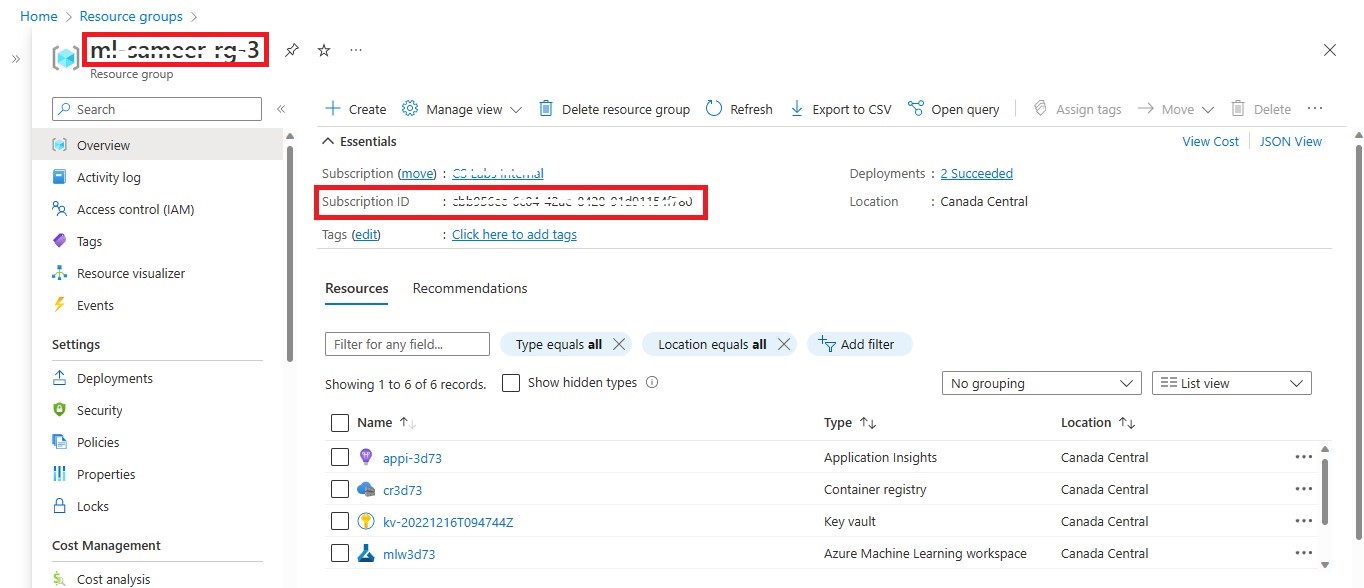 Home > Resource groups >
ml-sameer-rg-3
Resource group
Search
Create Manage view Delete resource group Refresh Export to CSV Open query Assign tags Move Delete
Overview
Activity log
Access control (IAM)
Tags
Resource visualizer
Events
Settings
Deployments
Security
Policies
Properties
Locks
Cost Management
Cost analysis
Essentials
View Cost JSON View
Subscription (move) : CS Labs Internal
Deployments : 2 Succeeded
Subscription ID :
Location : Canada Central
Tags (edit) : Click here to add tags
Resources Recommendations
Filter for any field... Type equals all Location equals all Add filter
Showing 1 to 6 of 6 records. Show hidden types
No grouping List view
Name Type Location
appi-3d73 Application Insights Canada Central
cr3d73 Container registry Canada Central
kv-20221216T094744Z Key vault Canada Central
mlw3d73 Azure Machine Learning workspace Canada Central